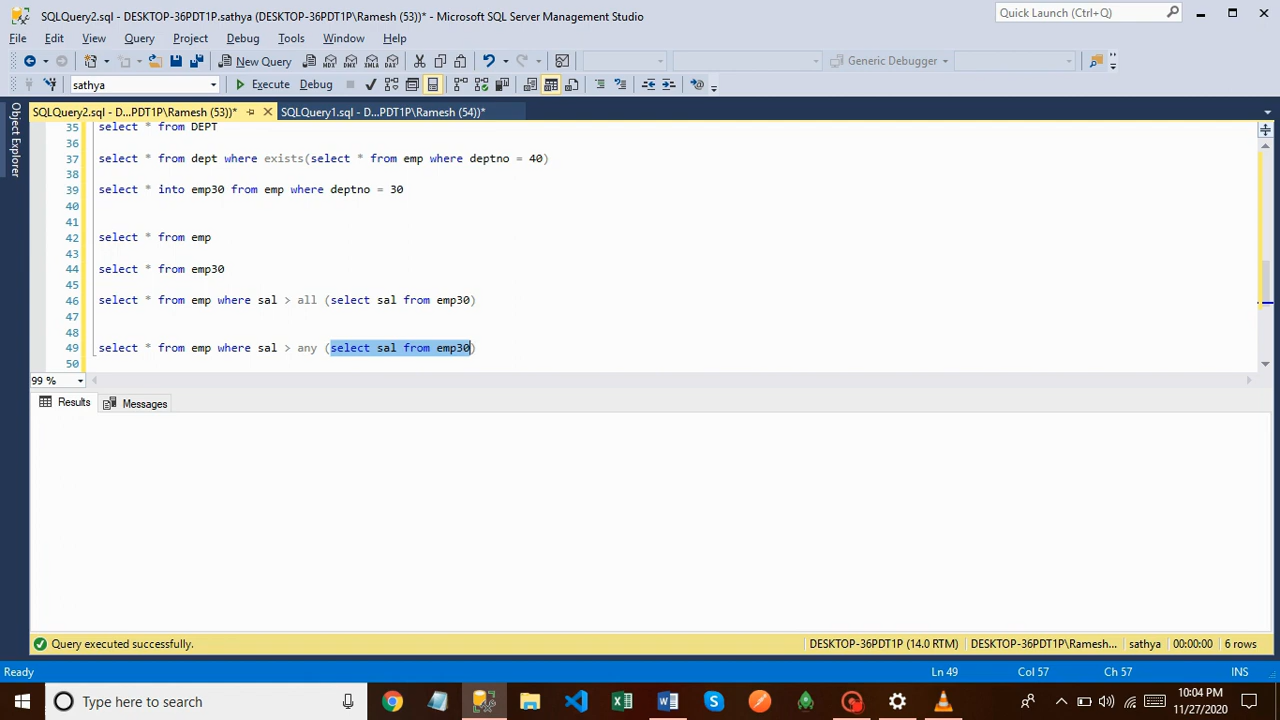 SQLQuery2.sql - DESKTOP-36PDT1P.sathya (DESKTOP-36PDT1P\Ramesh (53))* - Microsoft SQL Server Management Studio
Quick Launch (Ctrl+Q)
File Edit View Query Project Tools Window Help
New Query
Generic Debugger
sathya
Execute Debug
SQLQuery2.sql - D...PDT1P\Ramesh (53))*
SQLQuery1.sql - D...PDT1P\Ramesh (54))*
Object Explorer
35 select * from DEPT
36
37 select * from dept where exists(select * from emp where deptno = 40)
38
39 select * into emp30 from emp where deptno = 30
40
41
42 select * from emp
43
44 select * from emp30
45
46 select * from emp where sal > all (select sal from emp30)
47
48
49 select * from emp where sal > any (select sal from emp30)
50
99 %
Results Messages
Query executed successfully.
DESKTOP-36PDT1P (14.0 RTM) DESKTOP-36PDT1P\Ramesh... sathya 00:00:00 6 rows
Ready Ln 49 Col 57 Ch 57 INS
Type here to search
10:04 PM
11/27/2020